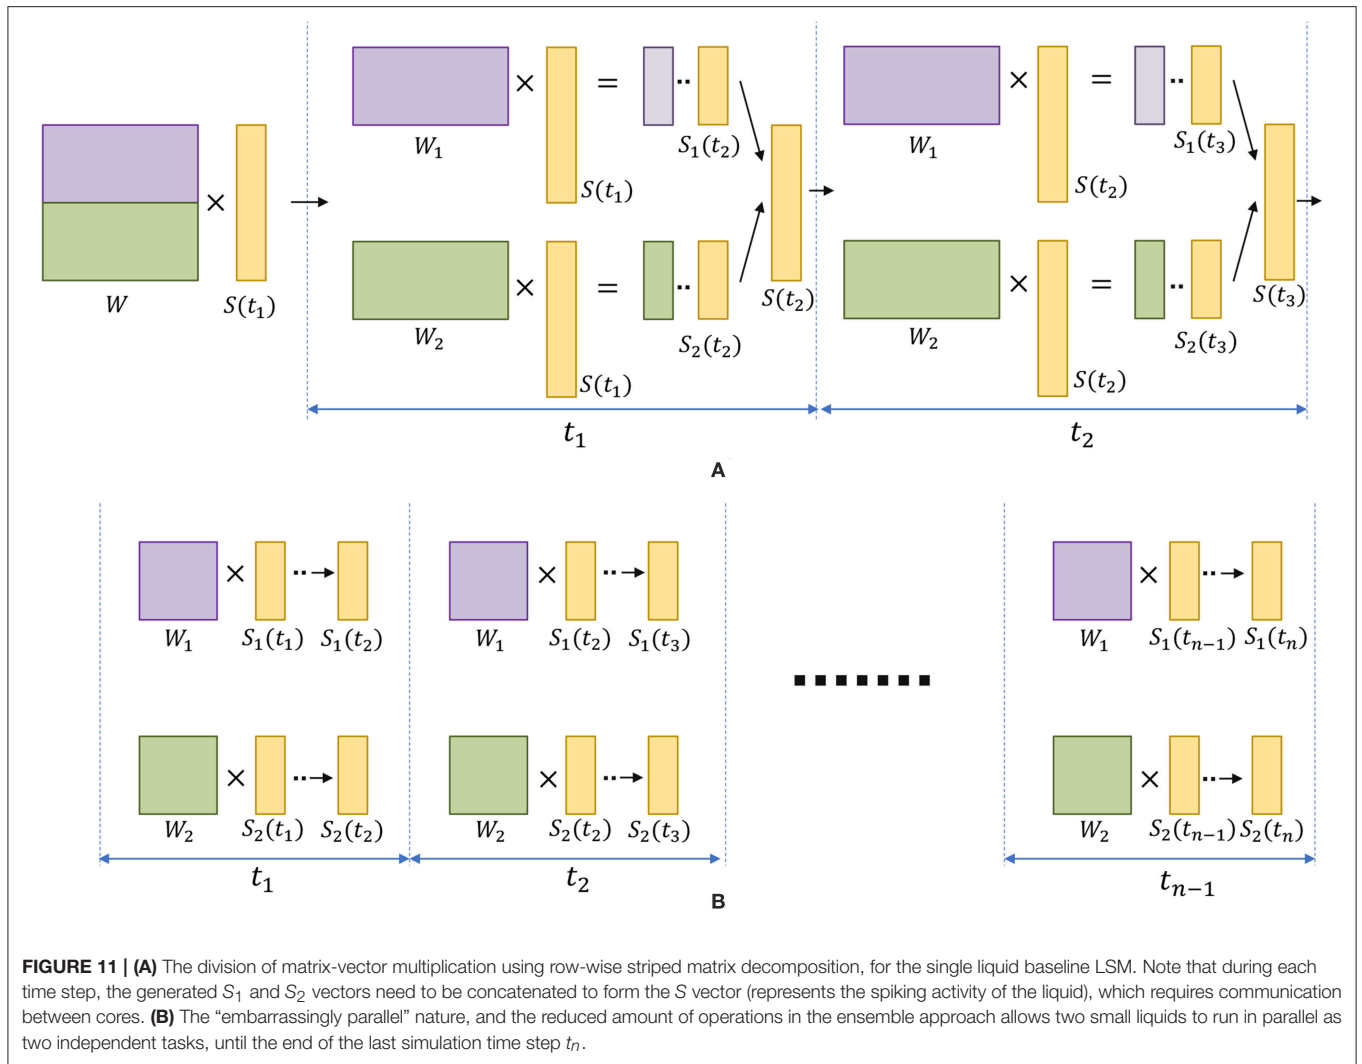 × = ·· × = ··
W₁ S₁(t₂) W₁ S₁(t₃)
S(t₁) S(t₂)
×
W S(t₁)
× = ·· S(t₂) × = ·· S(t₃)
W₂ S₂(t₂) W₂ S₂(t₃)
S(t₁) S(t₂)
t₁ t₂
A
× ·· × ·· × ··
W₁ S₁(t₁) S₁(t₂) W₁ S₁(t₂) S₁(t₃) W₁ S₁(tₙ₋₁) S₁(tₙ)
× ·· × ·· × ··
W₂ S₂(t₁) S₂(t₂) W₂ S₂(t₂) S₂(t₃) W₂ S₂(tₙ₋₁) S₂(tₙ)
t₁ t₂ tₙ₋₁
B
FIGURE 11 | (A) The division of matrix-vector multiplication using row-wise striped matrix decomposition, for the single liquid baseline LSM. Note that during each
time step, the generated S₁ and S₂ vectors need to be concatenated to form the S vector (represents the spiking activity of the liquid), which requires communication
between cores. (B) The “embarrassingly parallel” nature, and the reduced amount of operations in the ensemble approach allows two small liquids to run in parallel as
two independent tasks, until the end of the last simulation time step tₙ.